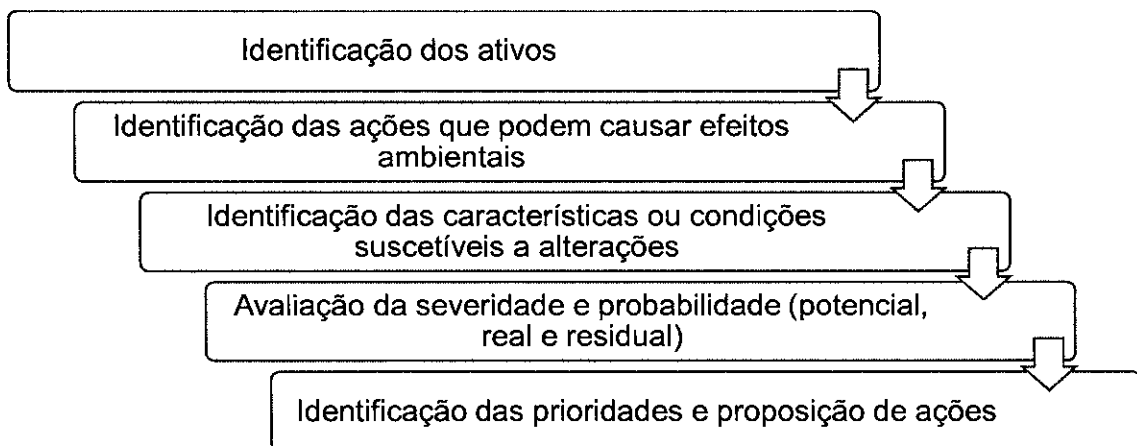 Identificação dos ativos
Identificação das ações que podem causar efeitos
ambientais
Identificação das características ou condições
suscetíveis a alterações
Avaliação da severidade e probabilidade (potencial,
real e residual)
Identificação das prioridades e proposição de ações